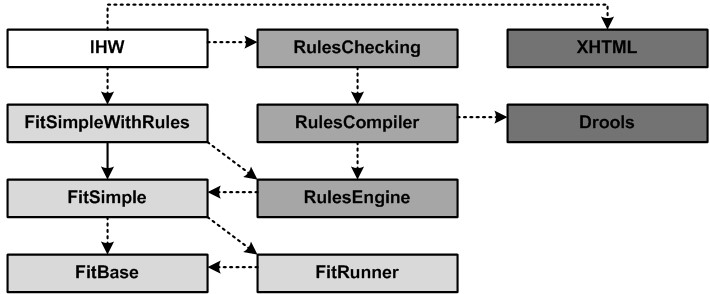 IHW
RulesChecking
XHTML
FitSimpleWithRules
RulesCompiler
Drools
FitSimple
RulesEngine
FitBase
FitRunner